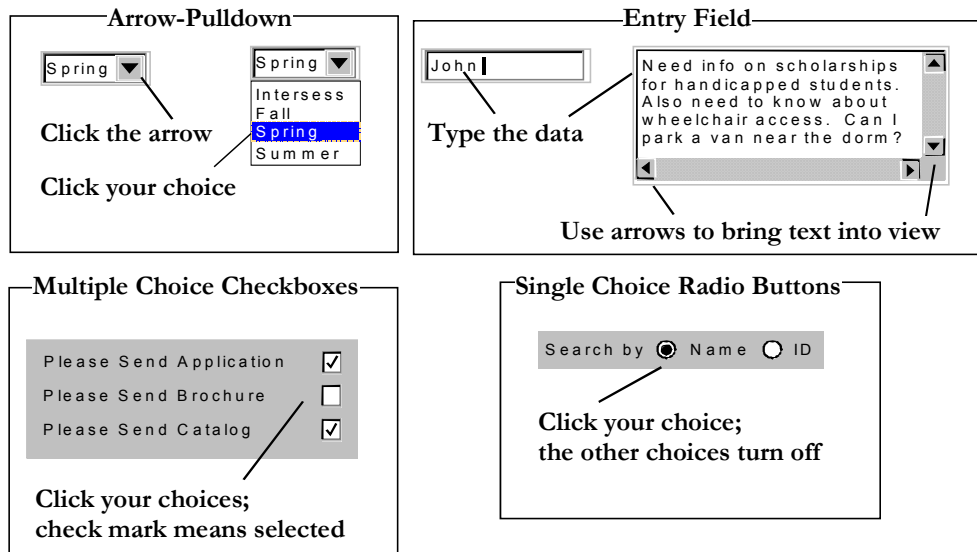 Arrow-Pulldown
Spring
Spring
Intersess
Fall
Spring
Summer
Click the arrow
Click your choice
Entry Field
John
Need info on scholarships
for handicapped students.
Also need to know about
wheelchair access. Can I
park a van near the dorm?
Type the data
Use arrows to bring text into view
Multiple Choice Checkboxes
Please Send Application
Please Send Brochure
Please Send Catalog
Click your choices;
check mark means selected
Single Choice Radio Buttons
Search by Name ID
Click your choice;
the other choices turn off